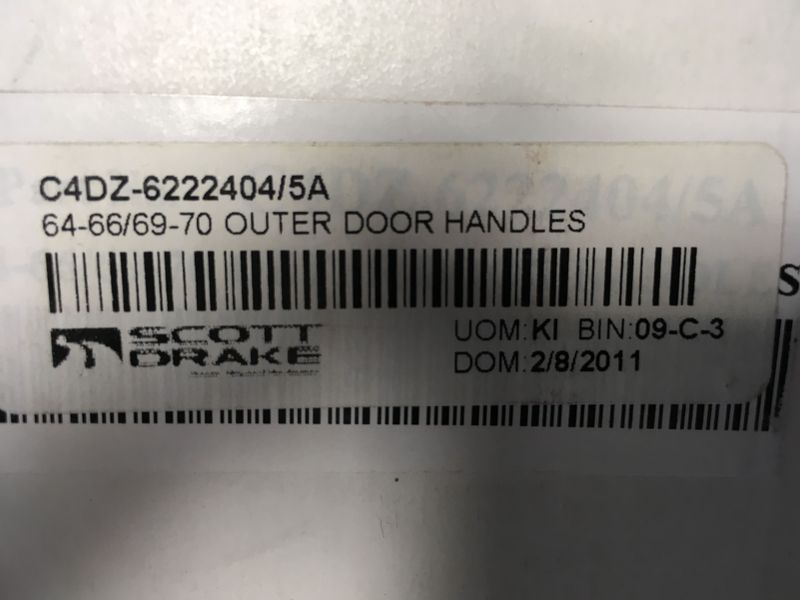 C4DZ-6222404/5A
64-66/69-70 OUTER DOOR HANDLES
SCOTT
DRAKE
UOM:KI BIN:09-C-3
DOM:2/8/2011
S